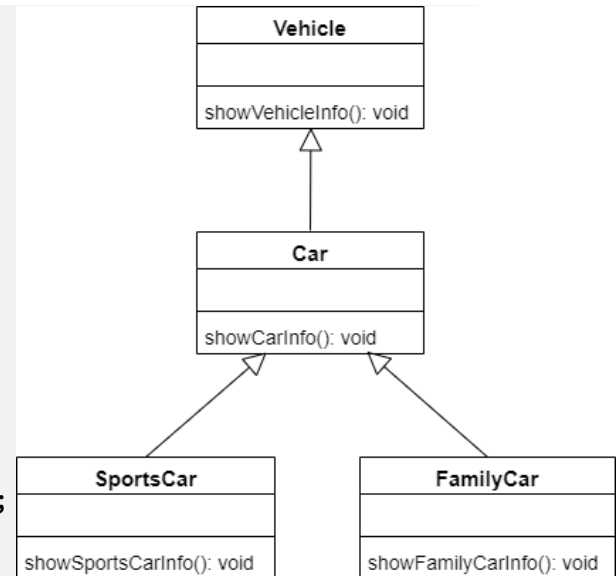 Vehicle
showVehicleInfo(): void
Car
showCarInfo(): void
SportsCar
FamilyCar
;
showSportsCarInfo(): void
showFamilyCarInfo(): void